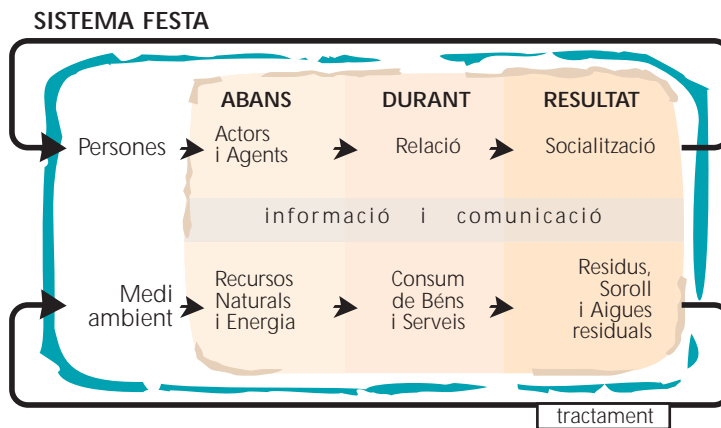 SISTEMA FESTA
ABANS
DURANT
RESULTAT
Persones
Actors
i Agents
Relació
Socialització
informació i comunicació
Medi
ambient
Recursos
Naturals
i Energia
Consum
de Béns
i Serveis
Residus,
Soroll
i Aigues
residuals
tractament